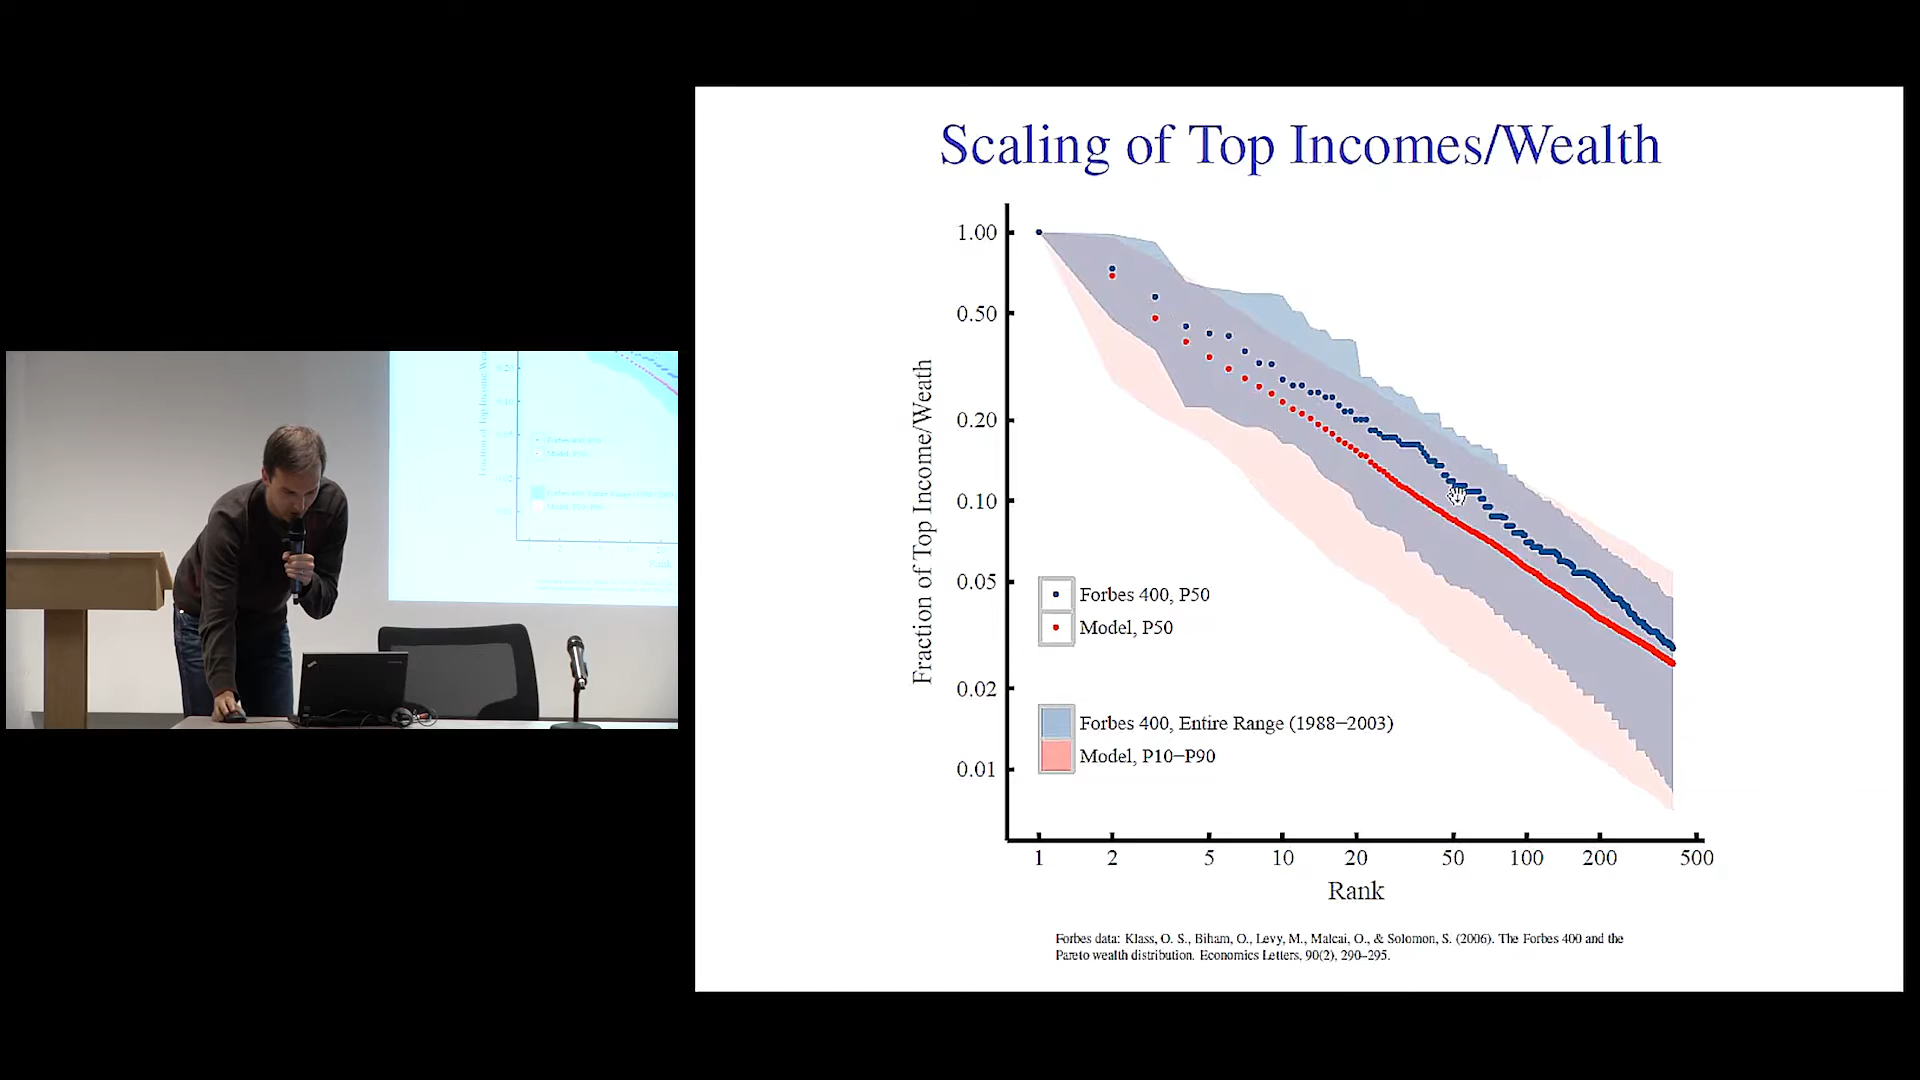 Scaling of Top Incomes/Wealth
Fraction of Top Income/Weath
1.00
0.50
0.20
0.10
0.05
0.02
0.01
Forbes 400, P50
Model, P50
Forbes 400, Entire Range (1988−2003)
Model, P10−P90
1 2 5 10 20 50 100 200 500
Rank
Forbes data: Klass, O. S., Biham, O., Levy, M., Malcai, O., & Solomon, S. (2006). The Forbes 400 and the
Pareto wealth distribution. Economics Letters, 90(2), 290–295.